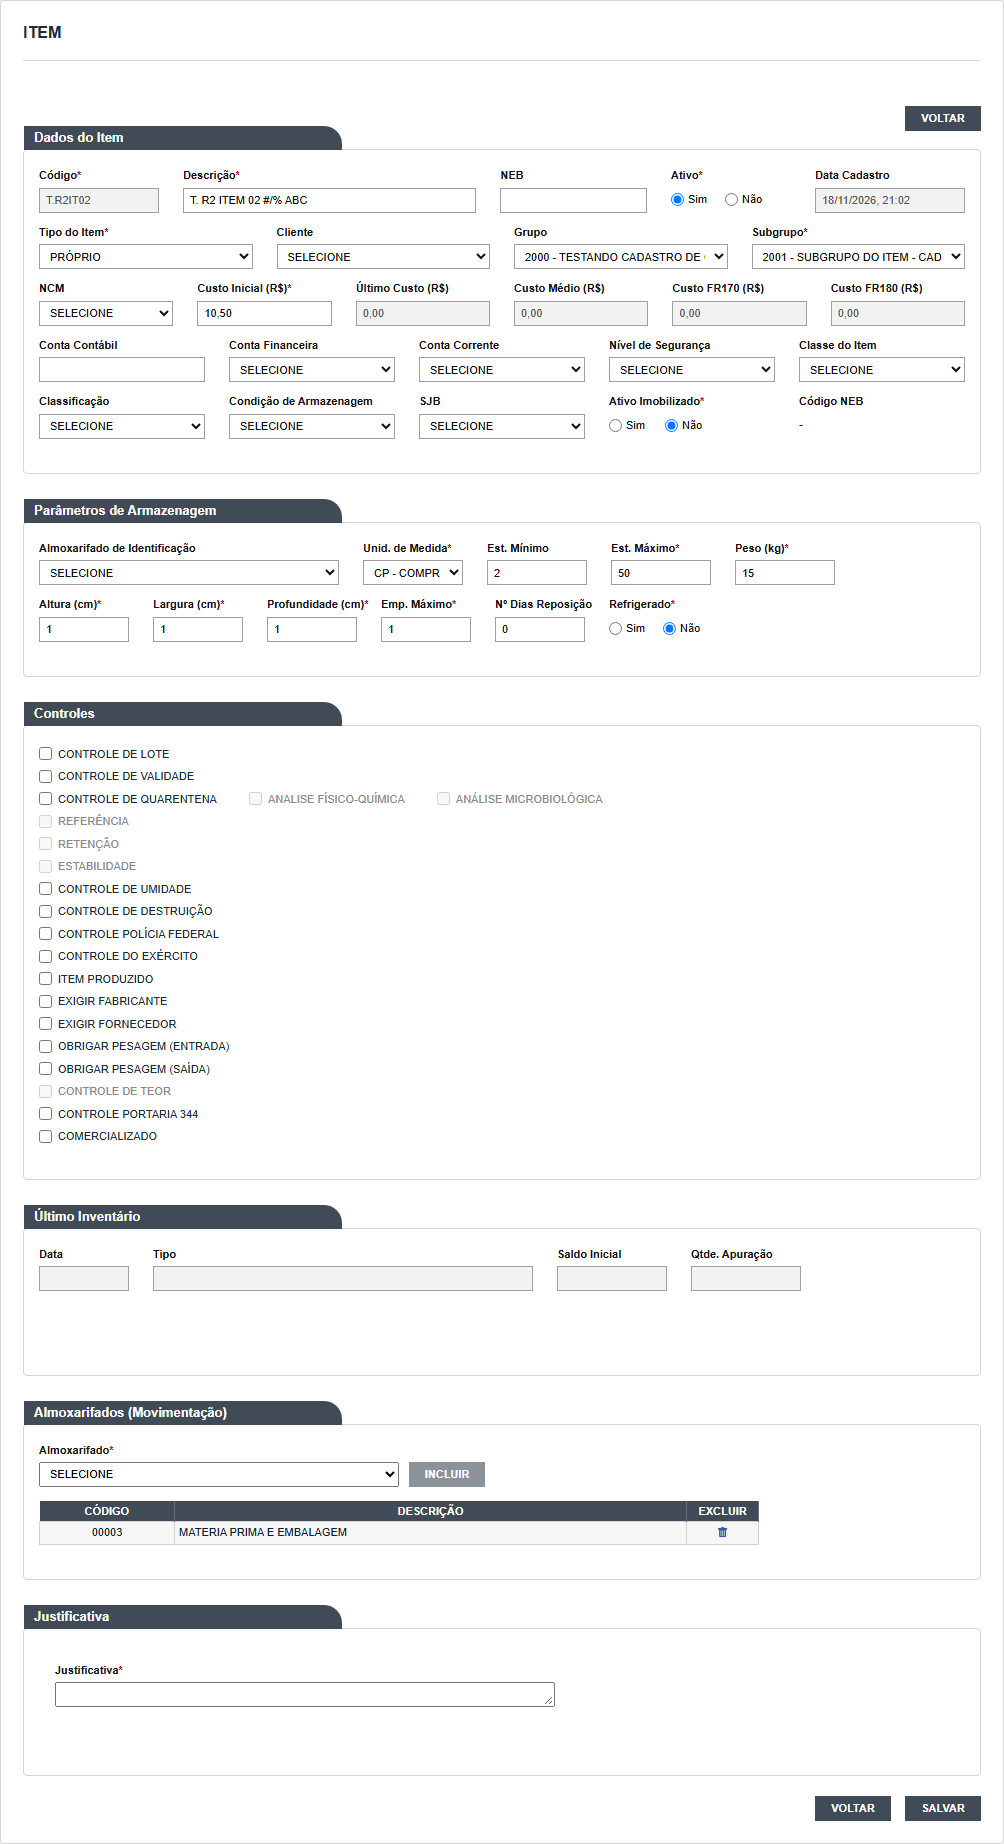 ITEM
VOLTAR
Dados do Item
Código* Descrição* NEB Ativo* Data Cadastro
T.R2IT02 T. R2 ITEM 02 #/% ABC Sim Não 18/11/2026, 21:02
Tipo do Item* Cliente Grupo Subgrupo*
PRÓPRIO SELECIONE 2000 - TESTANDO CADASTRO DE 2001 - SUBGRUPO DO ITEM - CAD
NCM Custo Inicial (R$)* Último Custo (R$) Custo Médio (R$) Custo FR170 (R$) Custo FR180 (R$)
SELECIONE 10,50 0,00 0,00 0,00 0,00
Conta Contábil Conta Financeira Conta Corrente Nível de Segurança Classe do Item
SELECIONE SELECIONE SELECIONE SELECIONE
Classificação Condição de Armazenagem SJB Ativo Imobilizado* Código NEB
SELECIONE SELECIONE SELECIONE Sim Não -
Parâmetros de Armazenagem
Almoxarifado de Identificação Unid. de Medida* Est. Mínimo Est. Máximo* Peso (kg)*
SELECIONE CP - COMPR 2 50 15
Altura (cm)* Largura (cm)* Profundidade (cm)* Emp. Máximo* Nº Dias Reposição Refrigerado*
1 1 1 1 0 Sim Não
Controles
CONTROLE DE LOTE
CONTROLE DE VALIDADE
CONTROLE DE QUARENTENA ANALISE FÍSICO-QUÍMICA ANÁLISE MICROBIOLÓGICA
REFERÊNCIA
RETENÇÃO
ESTABILIDADE
CONTROLE DE UMIDADE
CONTROLE DE DESTRUIÇÃO
CONTROLE POLÍCIA FEDERAL
CONTROLE DO EXÉRCITO
ITEM PRODUZIDO
EXIGIR FABRICANTE
EXIGIR FORNECEDOR
OBRIGAR PESAGEM (ENTRADA)
OBRIGAR PESAGEM (SAÍDA)
CONTROLE DE TEOR
CONTROLE PORTARIA 344
COMERCIALIZADO
Último Inventário
Data Tipo Saldo Inicial Qtde. Apuração
Almoxarifados (Movimentação)
Almoxarifado*
SELECIONE INCLUIR
CÓDIGO DESCRIÇÃO EXCLUIR
00003 MATERIA PRIMA E EMBALAGEM
Justificativa
Justificativa*
VOLTAR SALVAR